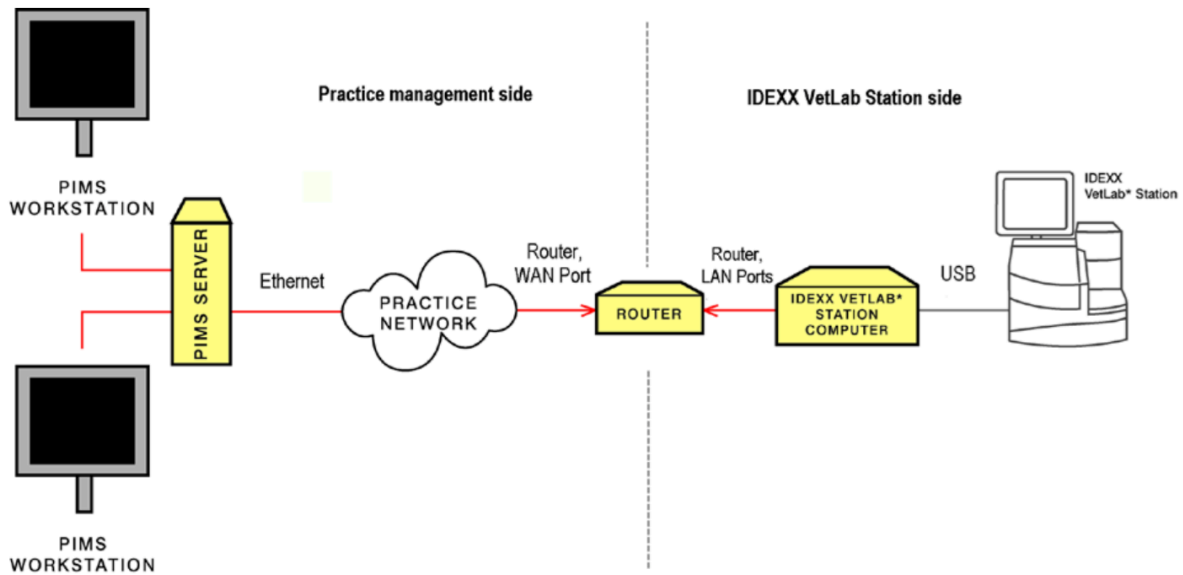 Practice management side
IDEXX VetLab Station side
PIMS
WORKSTATION
PIMS SERVER
Ethernet
PRACTICE
NETWORK
Router,
WAN Port
ROUTER
Router,
LAN Ports
IDEXX VETLAB*
STATION
COMPUTER
USB
IDEXX
VetLab* Station
PIMS
WORKSTATION